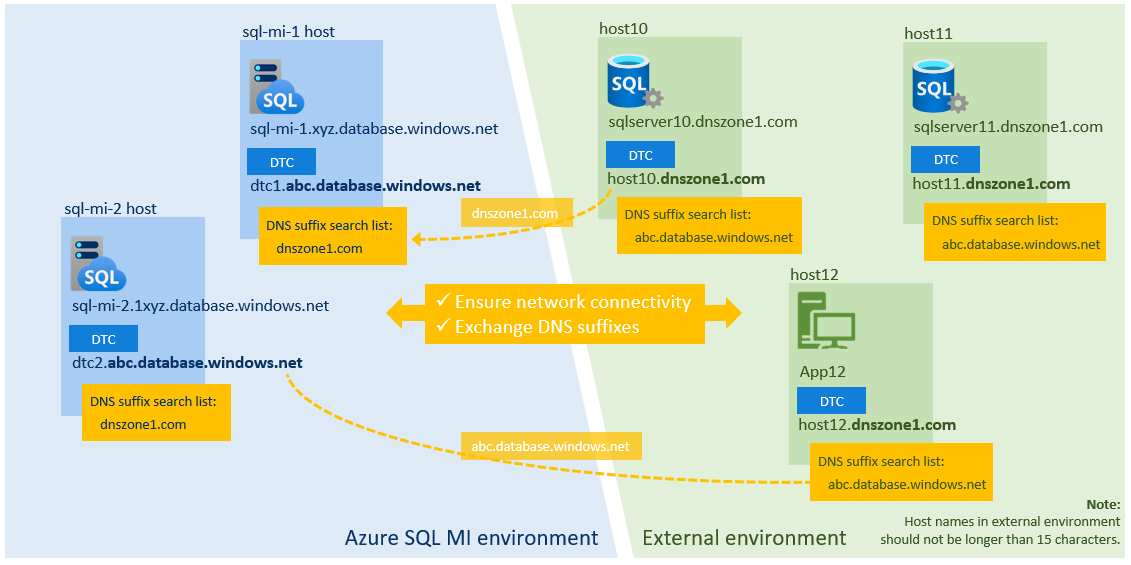 sql-mi-1 host
SQL
sql-mi-1.xyz.database.windows.net
DTC
dtc1.abc.database.windows.net
DNS suffix search list:
dnszone1.com
sql-mi-2 host
SQL
sql-mi-2.1xyz.database.windows.net
DTC
dtc2.abc.database.windows.net
DNS suffix search list:
dnszone1.com
dnszone1.com
✓ Ensure network connectivity
✓ Exchange DNS suffixes
abc.database.windows.net
host10
SQL
sqlserver10.dnszone1.com
DTC
host10.dnszone1.com
DNS suffix search list:
abc.database.windows.net
host11
SQL
sqlserver11.dnszone1.com
DTC
host11.dnszone1.com
DNS suffix search list:
abc.database.windows.net
host12
App12
DTC
host12.dnszone1.com
DNS suffix search list:
abc.database.windows.net
Azure SQL MI environment
External environment
Note:
Host names in external environment
should not be longer than 15 characters.